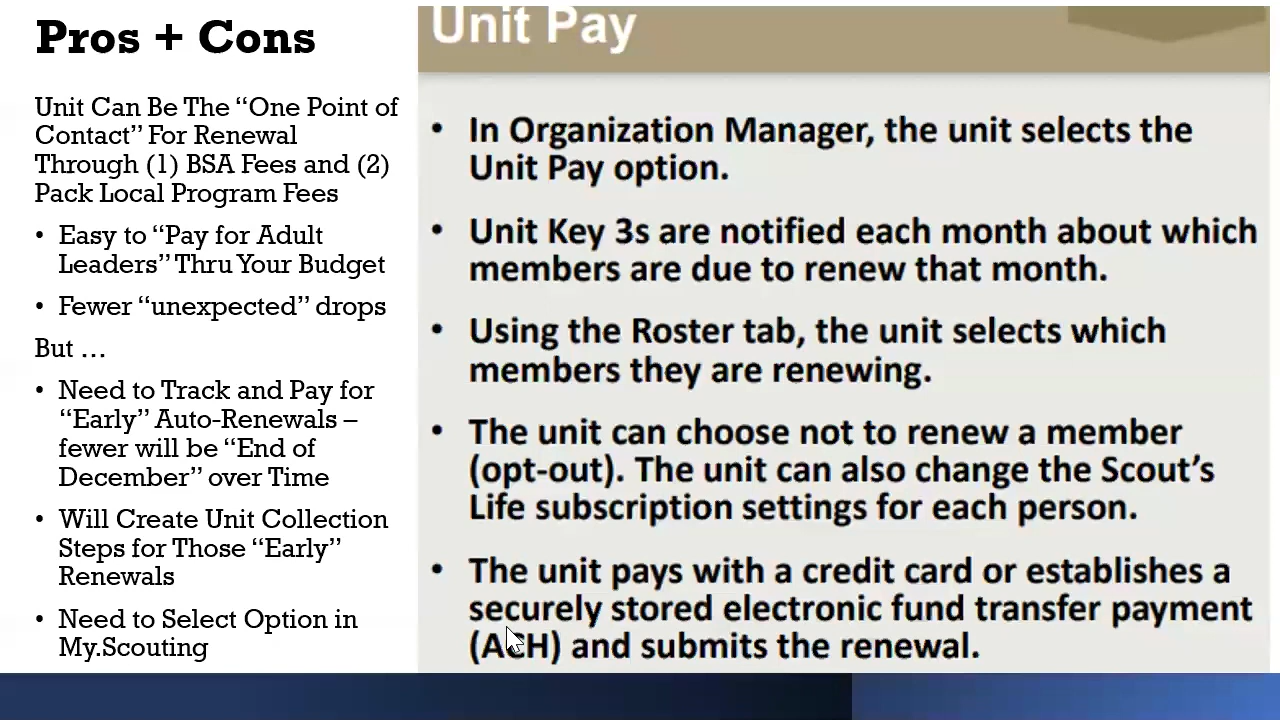 Pros + Cons
Unit Can Be The “One Point of
Contact” For Renewal
Through (1) BSA Fees and (2)
Pack Local Program Fees
• Easy to “Pay for Adult
Leaders” Thru Your Budget
• Fewer “unexpected” drops
But …
• Need to Track and Pay for
“Early” Auto-Renewals –
fewer will be “End of
December” over Time
• Will Create Unit Collection
Steps for Those “Early”
Renewals
• Need to Select Option in
My.Scouting
Unit Pay
• In Organization Manager, the unit selects the
Unit Pay option.
• Unit Key 3s are notified each month about which
members are due to renew that month.
• Using the Roster tab, the unit selects which
members they are renewing.
• The unit can choose not to renew a member
(opt-out). The unit can also change the Scout’s
Life subscription settings for each person.
• The unit pays with a credit card or establishes a
securely stored electronic fund transfer payment
(ACH) and submits the renewal.